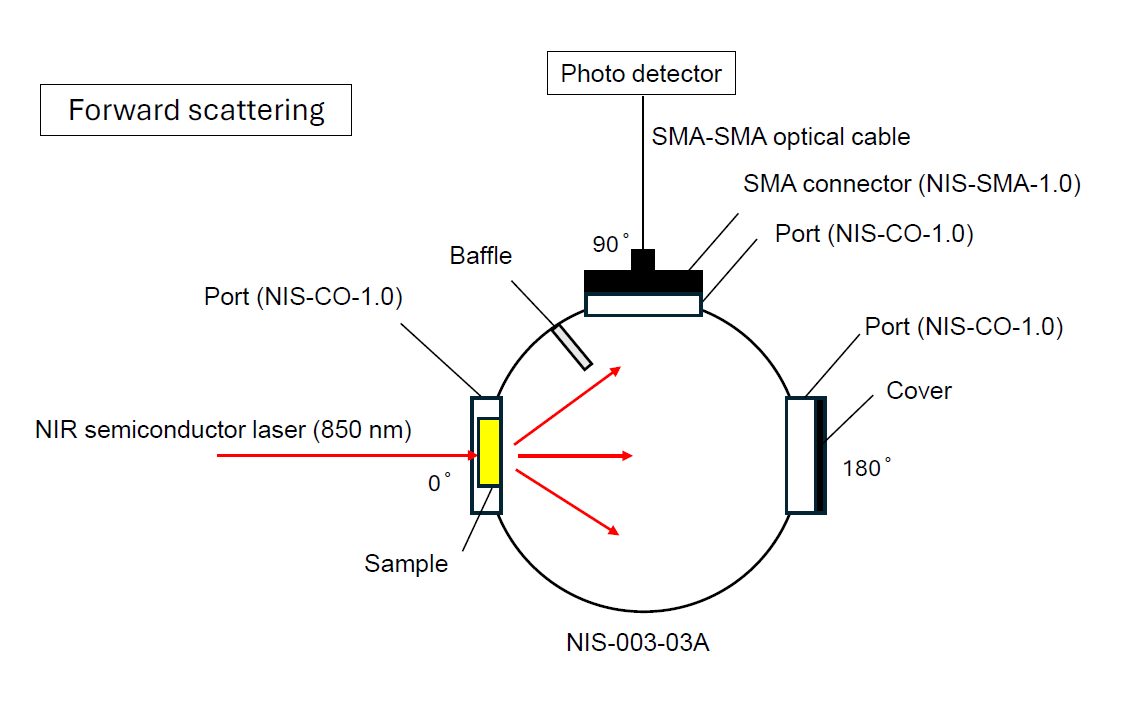 Photo detector
Forward scattering
SMA-SMA optical cable
SMA connector (NIS-SMA-1.0)
90°
Port (NIS-CO-1.0)
Baffle
Port (NIS-CO-1.0)
Port (NIS-CO-1.0)
Cover
NIR semiconductor laser (850 nm)
180°
0°
Sample
NIS-003-03A